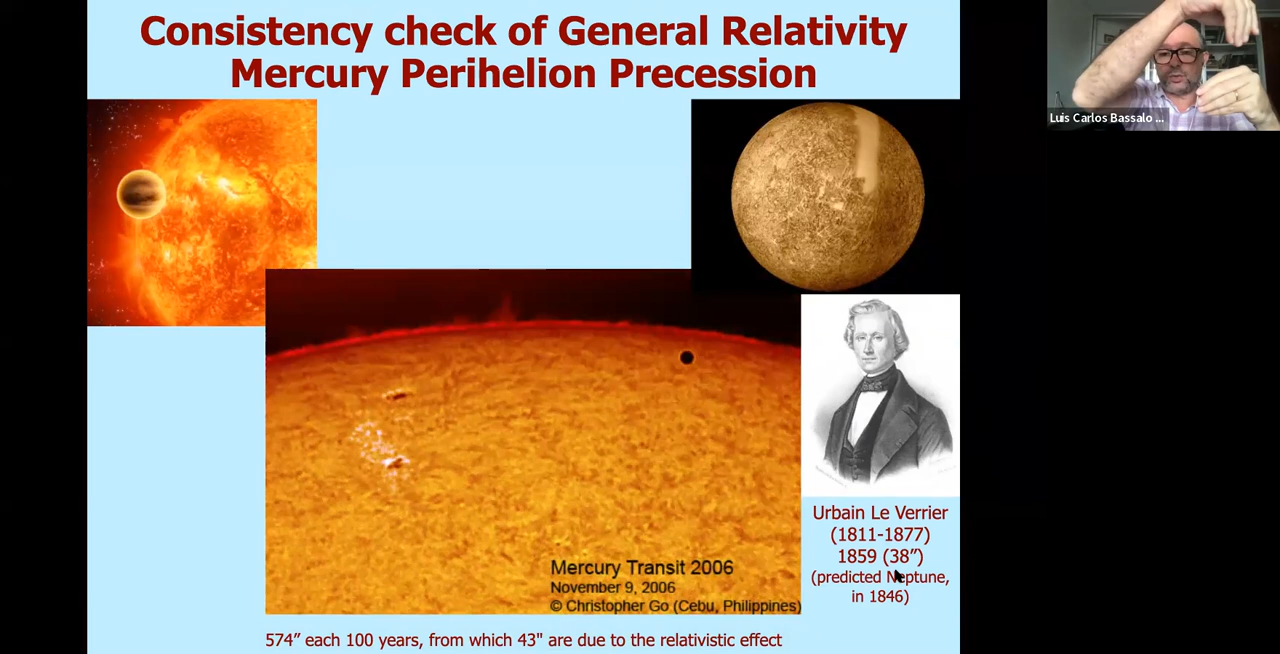 Consistency check of General Relativity
Mercury Perihelion Precession
Luis Carlos Bassalo ...
Urbain Le Verrier
(1811-1877)
1859 (38”)
(predicted Neptune,
in 1846)
Mercury Transit 2006
November 9, 2006
© Christopher Go (Cebu, Philippines)
574” each 100 years, from which 43" are due to the relativistic effect